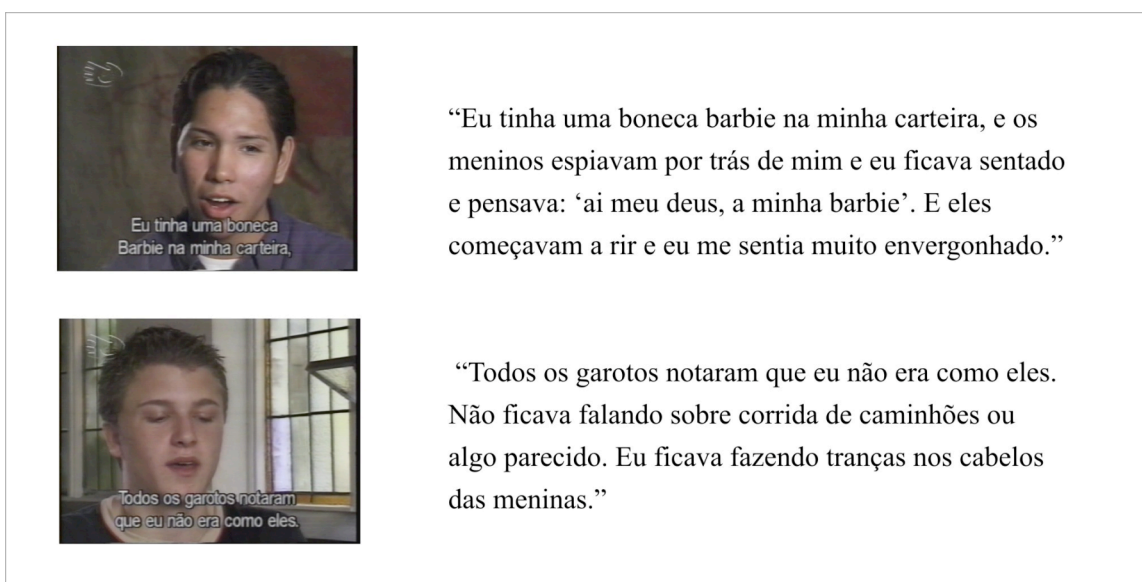 Eu tinha uma boneca
Barbie na minha carteira,
“Eu tinha uma boneca barbie na minha carteira, e os
meninos espiavam por trás de mim e eu ficava sentado
e pensava: ‘ai meu deus, a minha barbie’. E eles
começavam a rir e eu me sentia muito envergonhado.”
Todos os garotos notaram
que eu não era como eles.
“Todos os garotos notaram que eu não era como eles.
Não ficava falando sobre corrida de caminhões ou
algo parecido. Eu ficava fazendo tranças nos cabelos
das meninas.”